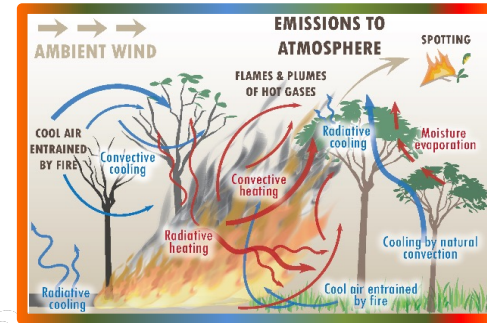 AMBIENT WIND
EMISSIONS TO
ATMOSPHERE
SPOTTING
FLAMES & PLUMES
OF HOT GASES
COOL AIR
ENTRAINED
BY FIRE
Convective
cooling
Radiative
cooling
Moisture
evaporation
Convective
heating
Radiative
heating
Cooling by natural
convection
Radiative
cooling
Cool air entrained
by fire